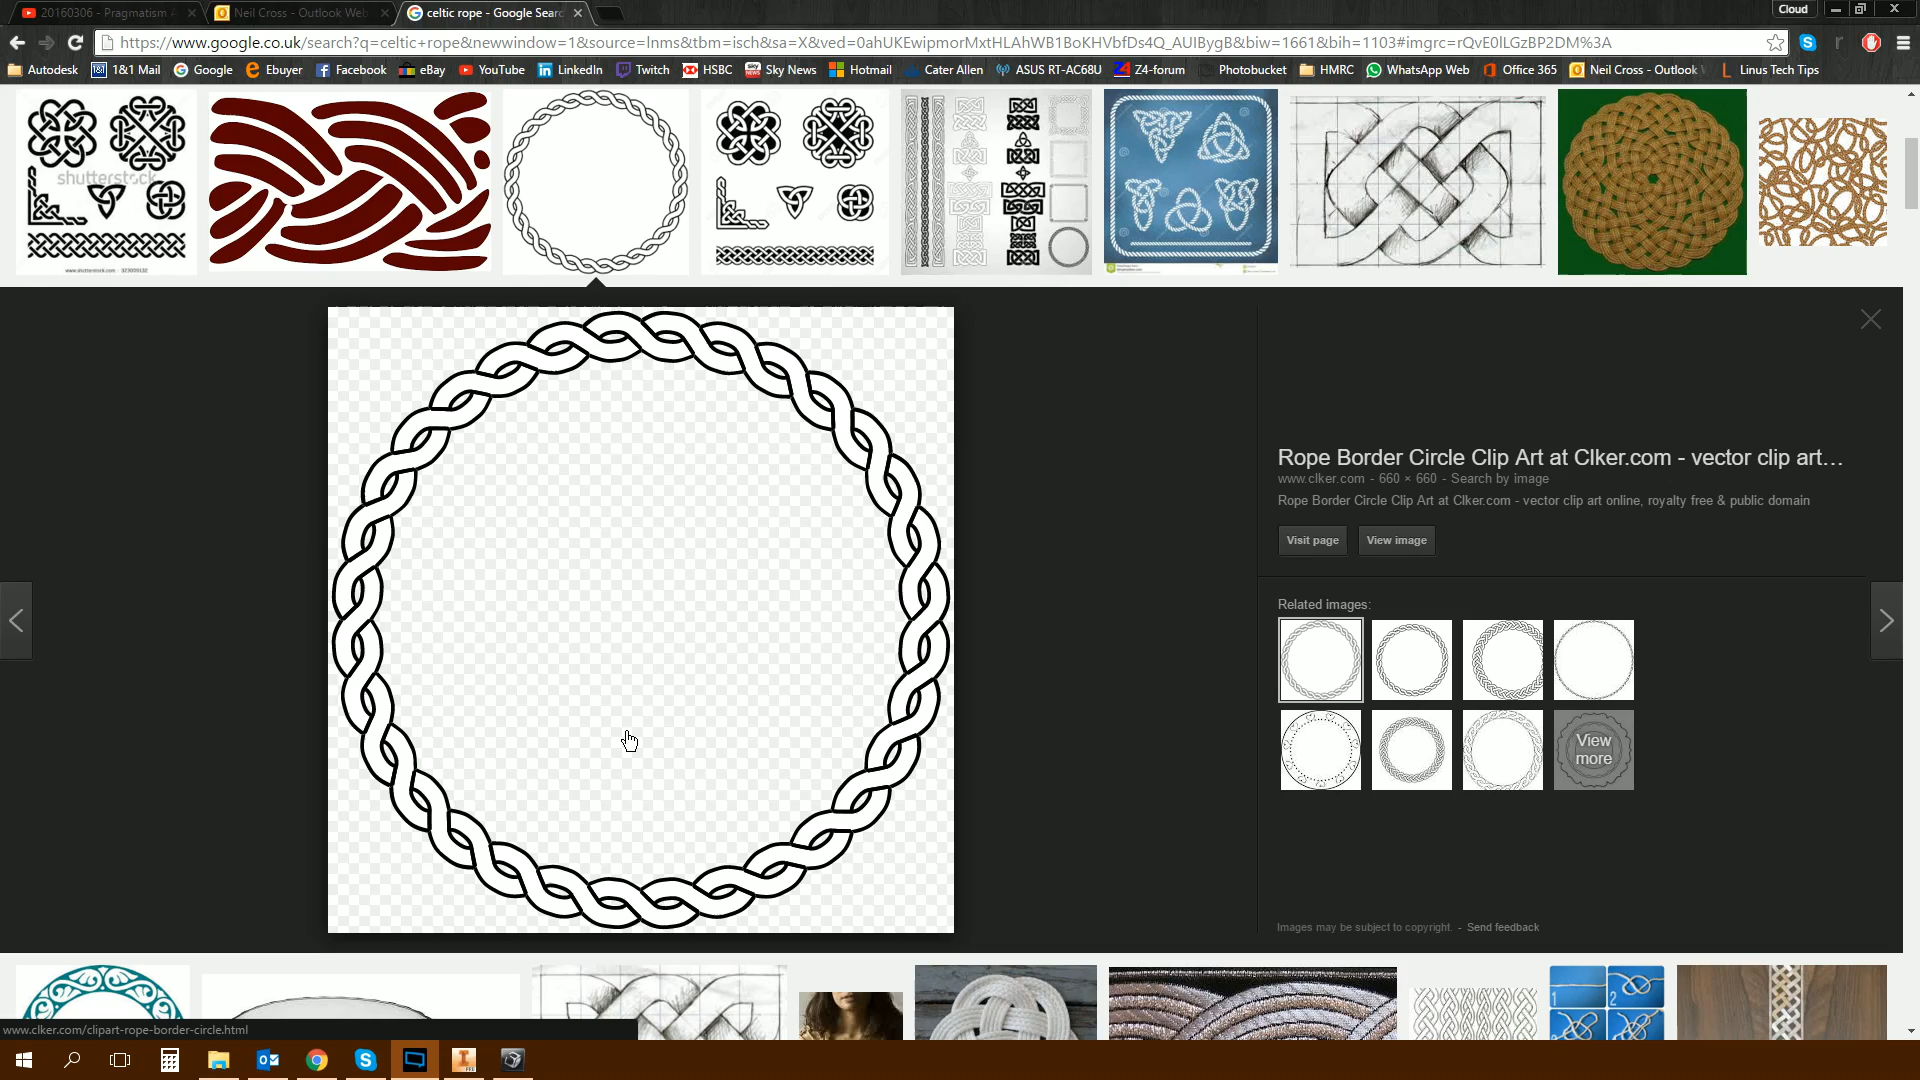 20160306 - Pragmatism
Neil Cross - Outlook Web
celtic rope - Google Searc
Cloud
https://www.google.co.uk/search?q=celtic+rope&newwindow=1&source=lnms&tbm=isch&sa=X&ved=0ahUKEwipmorMxtHLAhWB1BoKHVbfDs4Q_AUIBygB&biw=1661&bih=1103#imgrc=rQvE0lLGzBP2DM%3A
Autodesk 1&1 Mail Google Ebuyer Facebook eBay YouTube LinkedIn Twitch HSBC Sky News Hotmail Cater Allen ASUS RT-AC68U Z4-forum Photobucket HMRC WhatsApp Web Office 365 Neil Cross - Outlook Linus Tech Tips
shutterstock
Rope Border Circle Clip Art at Clker.com - vector clip art…
www.clker.com - 660 × 660 - Search by image
Rope Border Circle Clip Art at Clker.com - vector clip art online, royalty free & public domain
Visit page View image
Related images:
View
more
Images may be subject to copyright. - Send feedback
1 2
www.clker.com/clipart-rope-border-circle.html